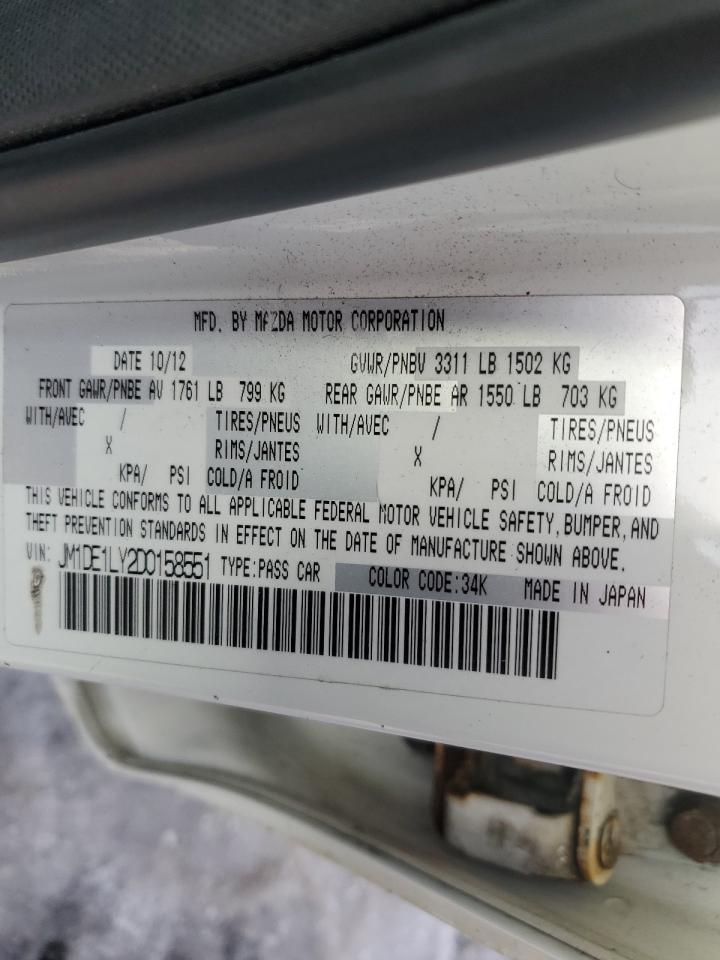 MFD. BY MAZDA MOTOR CORPORATION
DATE 10/12 GVWR/PNBV 3311 LB 1502 KG
FRONT GAWR/PNBE AV 1761 LB 799 KG REAR GAWR/PNBE AR 1550 LB 703 KG
WITH/AVEC / TIRES/PNEUS WITH/AVEC / TIRES/PNEUS
X RIMS/JANTES X RIMS/JANTES
KPA/ PSI COLD/A FROID KPA/ PSI COLD/A FROID
THIS VEHICLE CONFORMS TO ALL APPLICABLE FEDERAL MOTOR VEHICLE SAFETY, BUMPER, AND
THEFT PREVENTION STANDARDS IN EFFECT ON THE DATE OF MANUFACTURE SHOWN ABOVE.
VIN: JM1DE1LY2D0158551 TYPE:PASS CAR COLOR CODE:34K MADE IN JAPAN